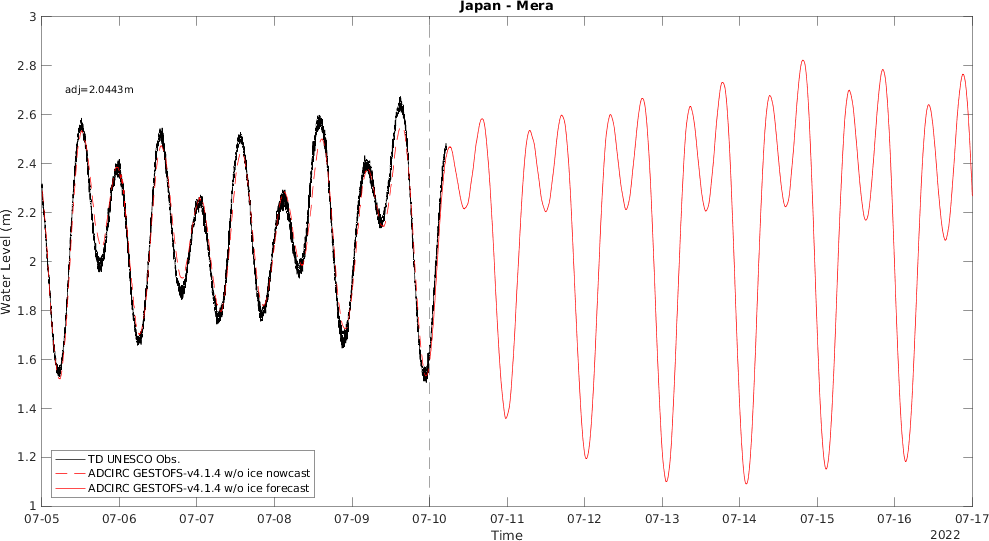 Japan - Mera
3
2.8
2.6
2.4
2.2
2
1.8
1.6
1.4
1.2
1
Water Level (m)
adj=2.0443m
TD UNESCO Obs.
ADCIRC GESTOFS-v4.1.4 w/o ice nowcast
ADCIRC GESTOFS-v4.1.4 w/o ice forecast
07-05 07-06 07-07 07-08 07-09 07-10 07-11 07-12 07-13 07-14 07-15 07-16 07-17
Time
2022